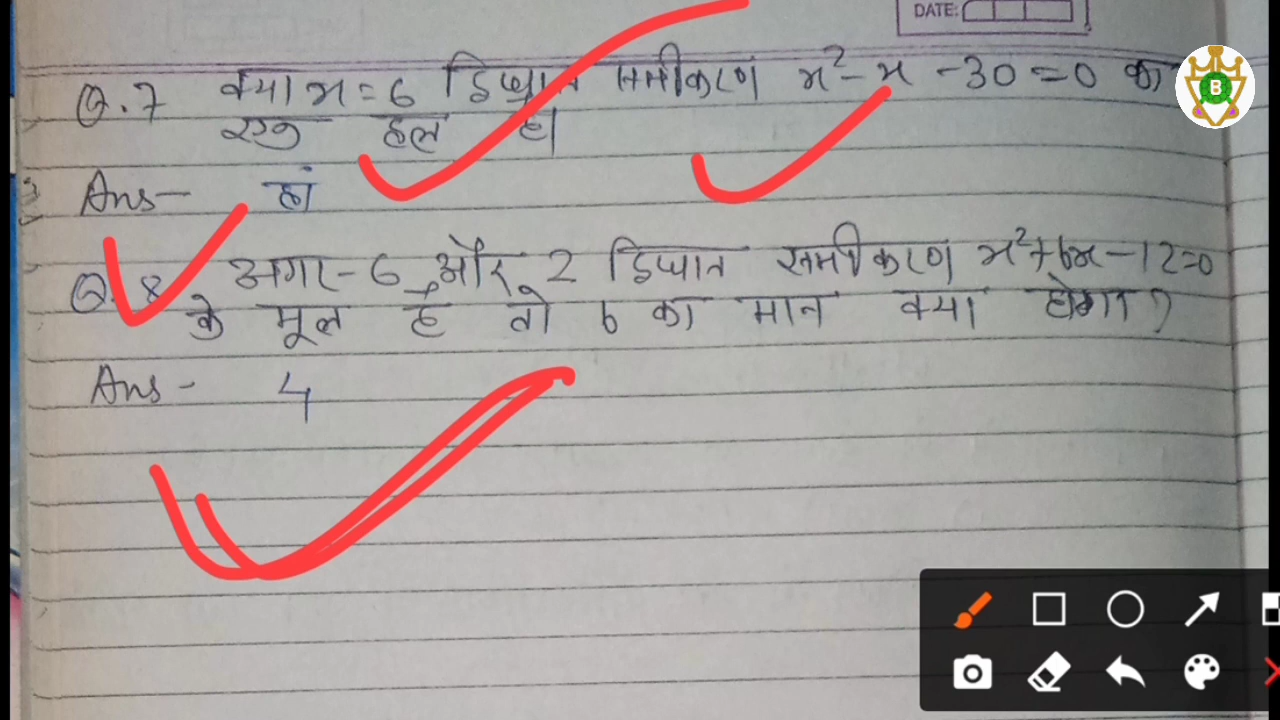 DATE:
Q.7 क्या x = 6 द्विघात समीकरण x² - x - 30 = 0 का
एक हल है।
Ans - हां
Q. 8 अगर - 6 और 2 द्विघात समीकरण x² + bx - 12 = 0
के मूल है तो b का मान क्या होगा?
Ans - 4
B